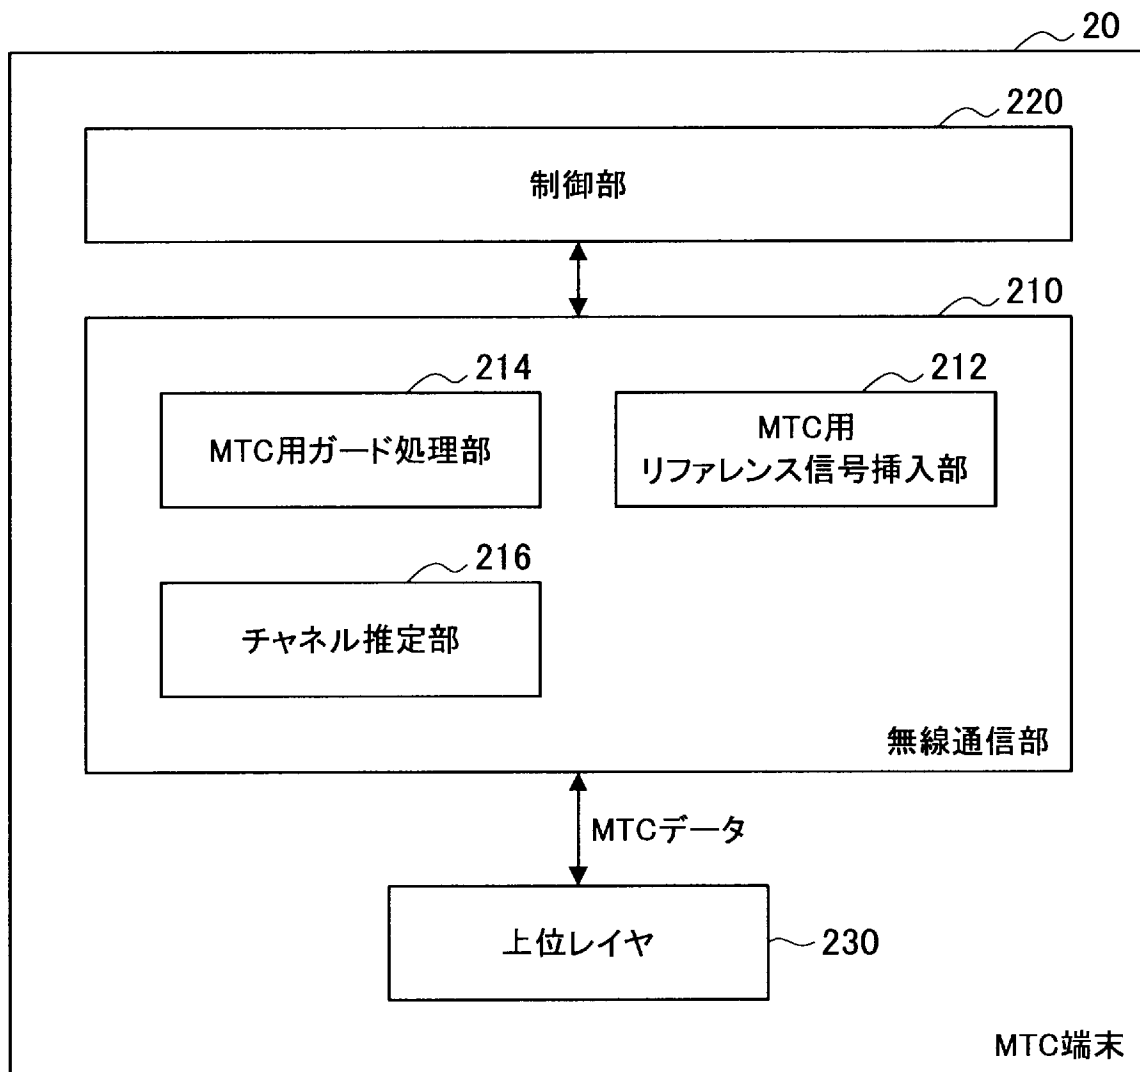 20
220
制御部
210
214
212
MTC用ガード処理部
MTC用
リファレンス信号挿入部
216
チャネル推定部
無線通信部
MTCデータ
上位レイヤ
230
MTC端末